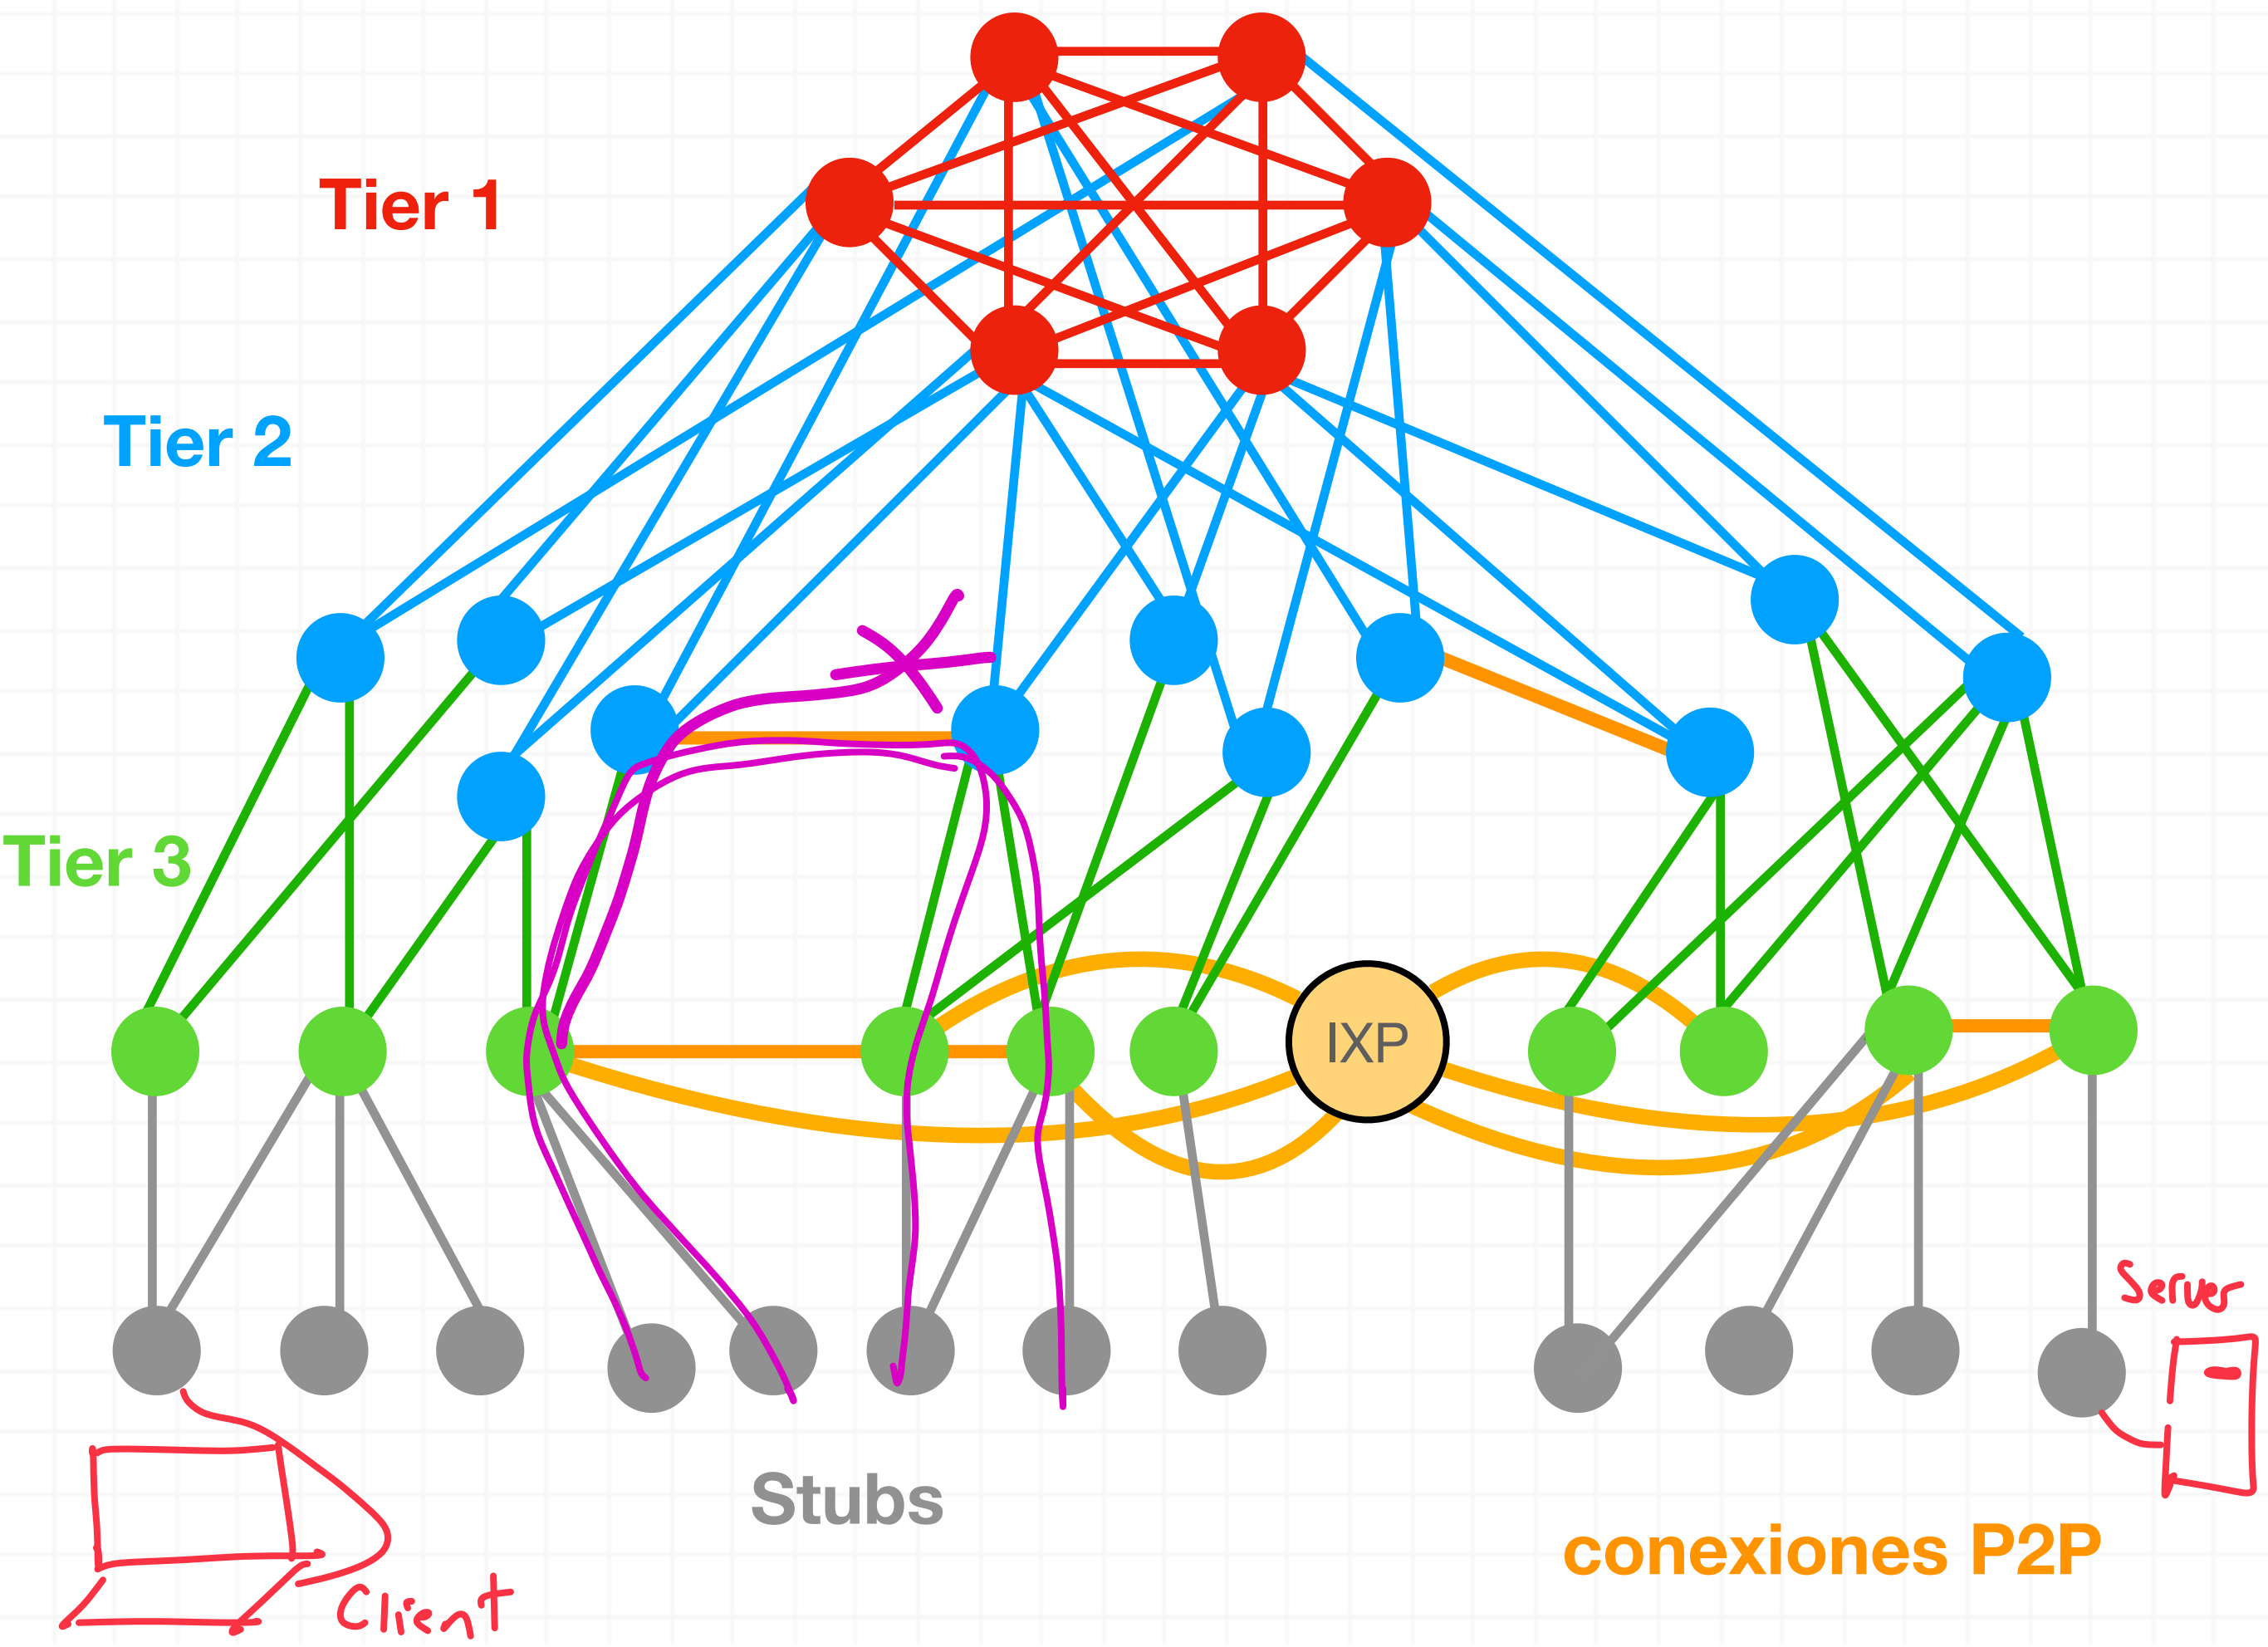 Tier 1
Tier 2
Tier 3
IXP
Server
Stubs
conexiones P2P
Client